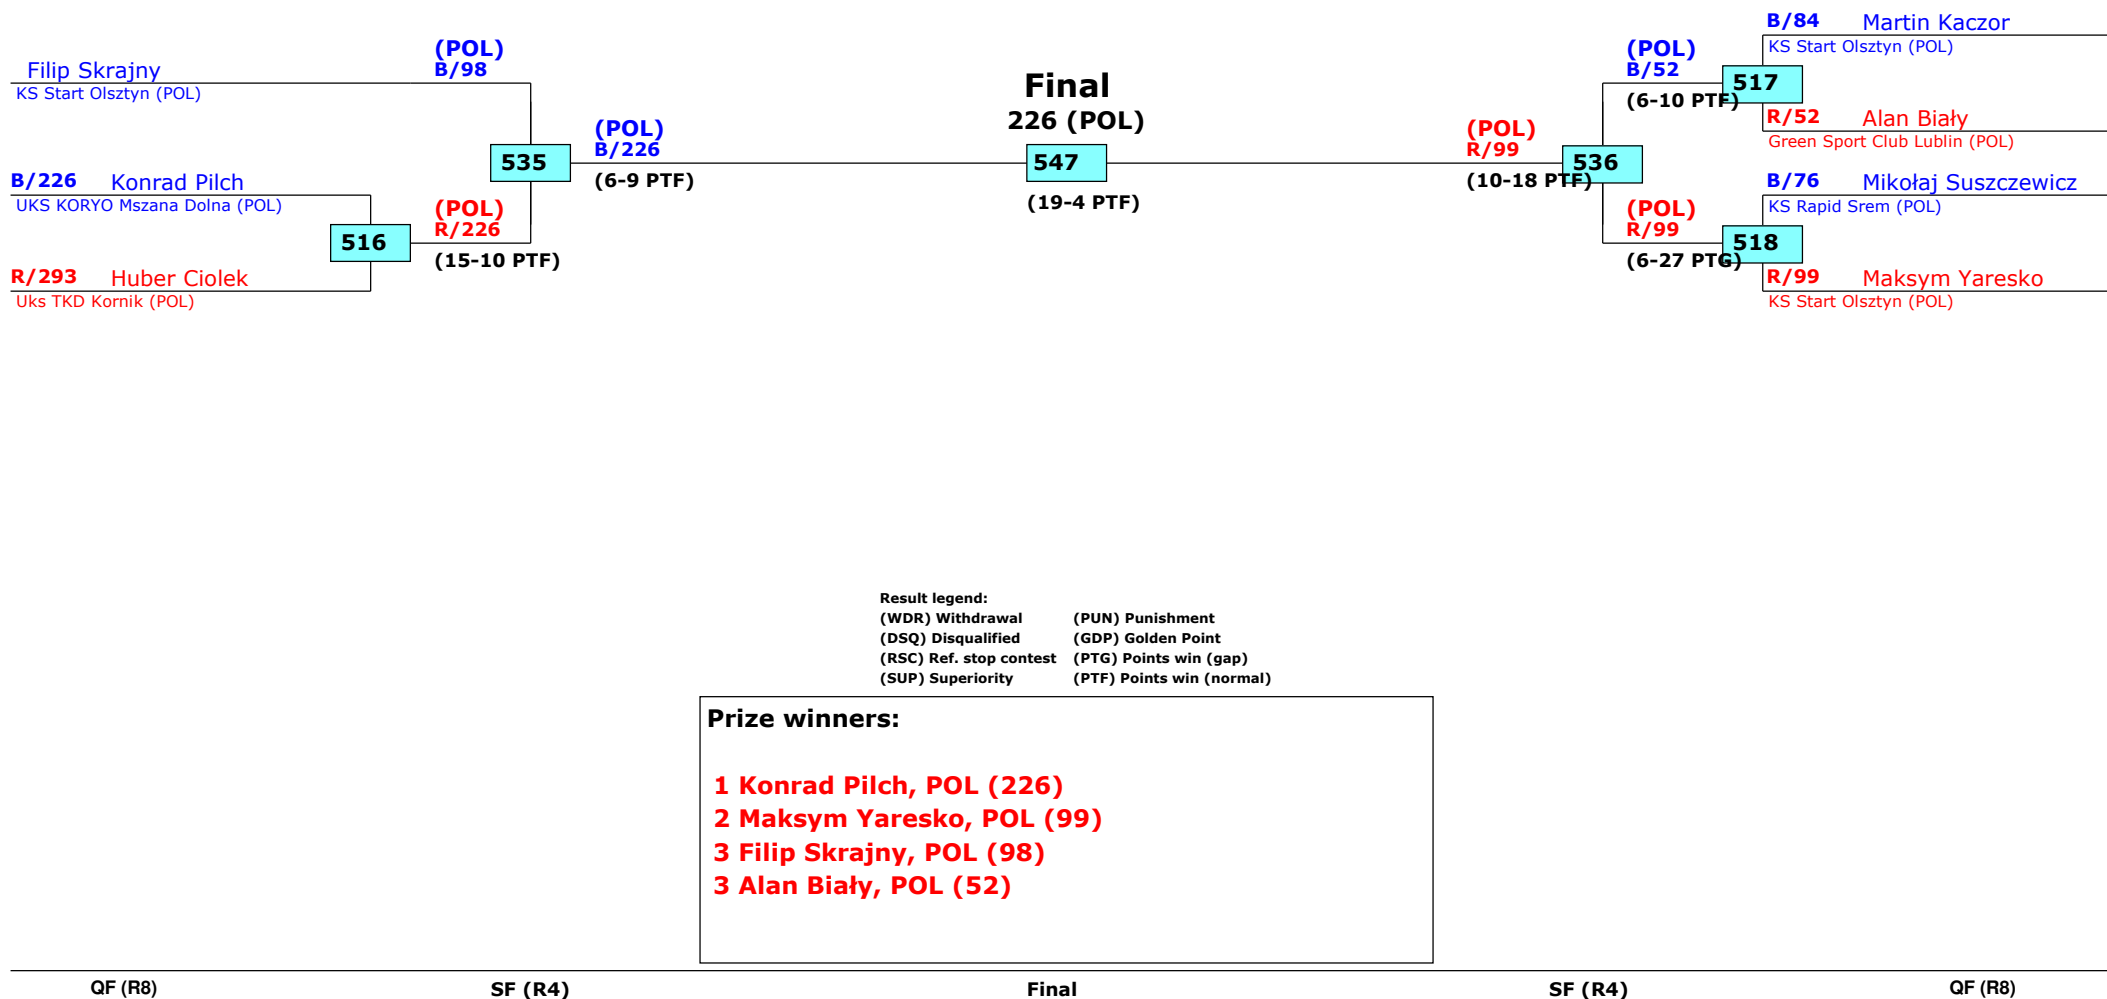 Filip Skrajny
KS Start Olsztyn (POL)
B/226 Konrad Pilch
UKS KORYO Mszana Dolna (POL)
R/293 Huber Ciolek
Uks TKD Kornik (POL)
516
(POL)
B/98
(POL)
R/226
(15-10 PTF)
535
(POL)
B/226
(6-9 PTF)
Final
226 (POL)
547
(19-4 PTF)
(POL)
R/99
(10-18 PTF)
536
(POL)
B/52
(6-10 PTF)
(POL)
R/99
(6-27 PTG)
517
518
B/84 Martin Kaczor
KS Start Olsztyn (POL)
R/52 Alan Biały
Green Sport Club Lublin (POL)
B/76 Mikołaj Suszczewicz
KS Rapid Srem (POL)
R/99 Maksym Yaresko
KS Start Olsztyn (POL)
Result legend:
(WDR) Withdrawal (PUN) Punishment
(DSQ) Disqualified (GDP) Golden Point
(RSC) Ref. stop contest (PTG) Points win (gap)
(SUP) Superiority (PTF) Points win (normal)
Prize winners:
1 Konrad Pilch, POL (226)
2 Maksym Yaresko, POL (99)
3 Filip Skrajny, POL (98)
3 Alan Biały, POL (52)
QF (R8) SF (R4) Final SF (R4) QF (R8)